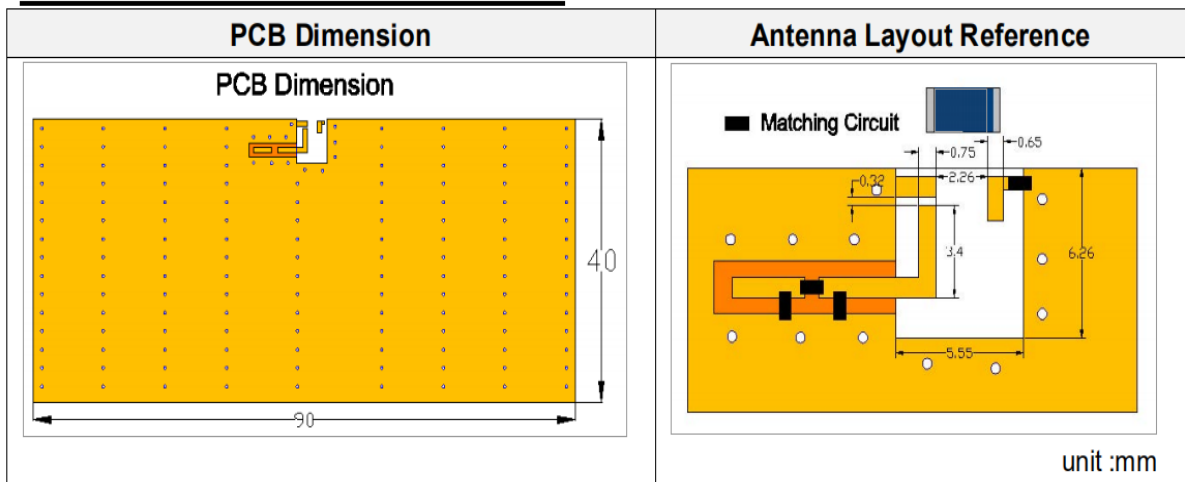 PCB Dimension
Antenna Layout Reference
PCB Dimension
40
90
Matching Circuit
0.75
0.65
2.26
0.32
3.4
6.26
5.55
unit :mm